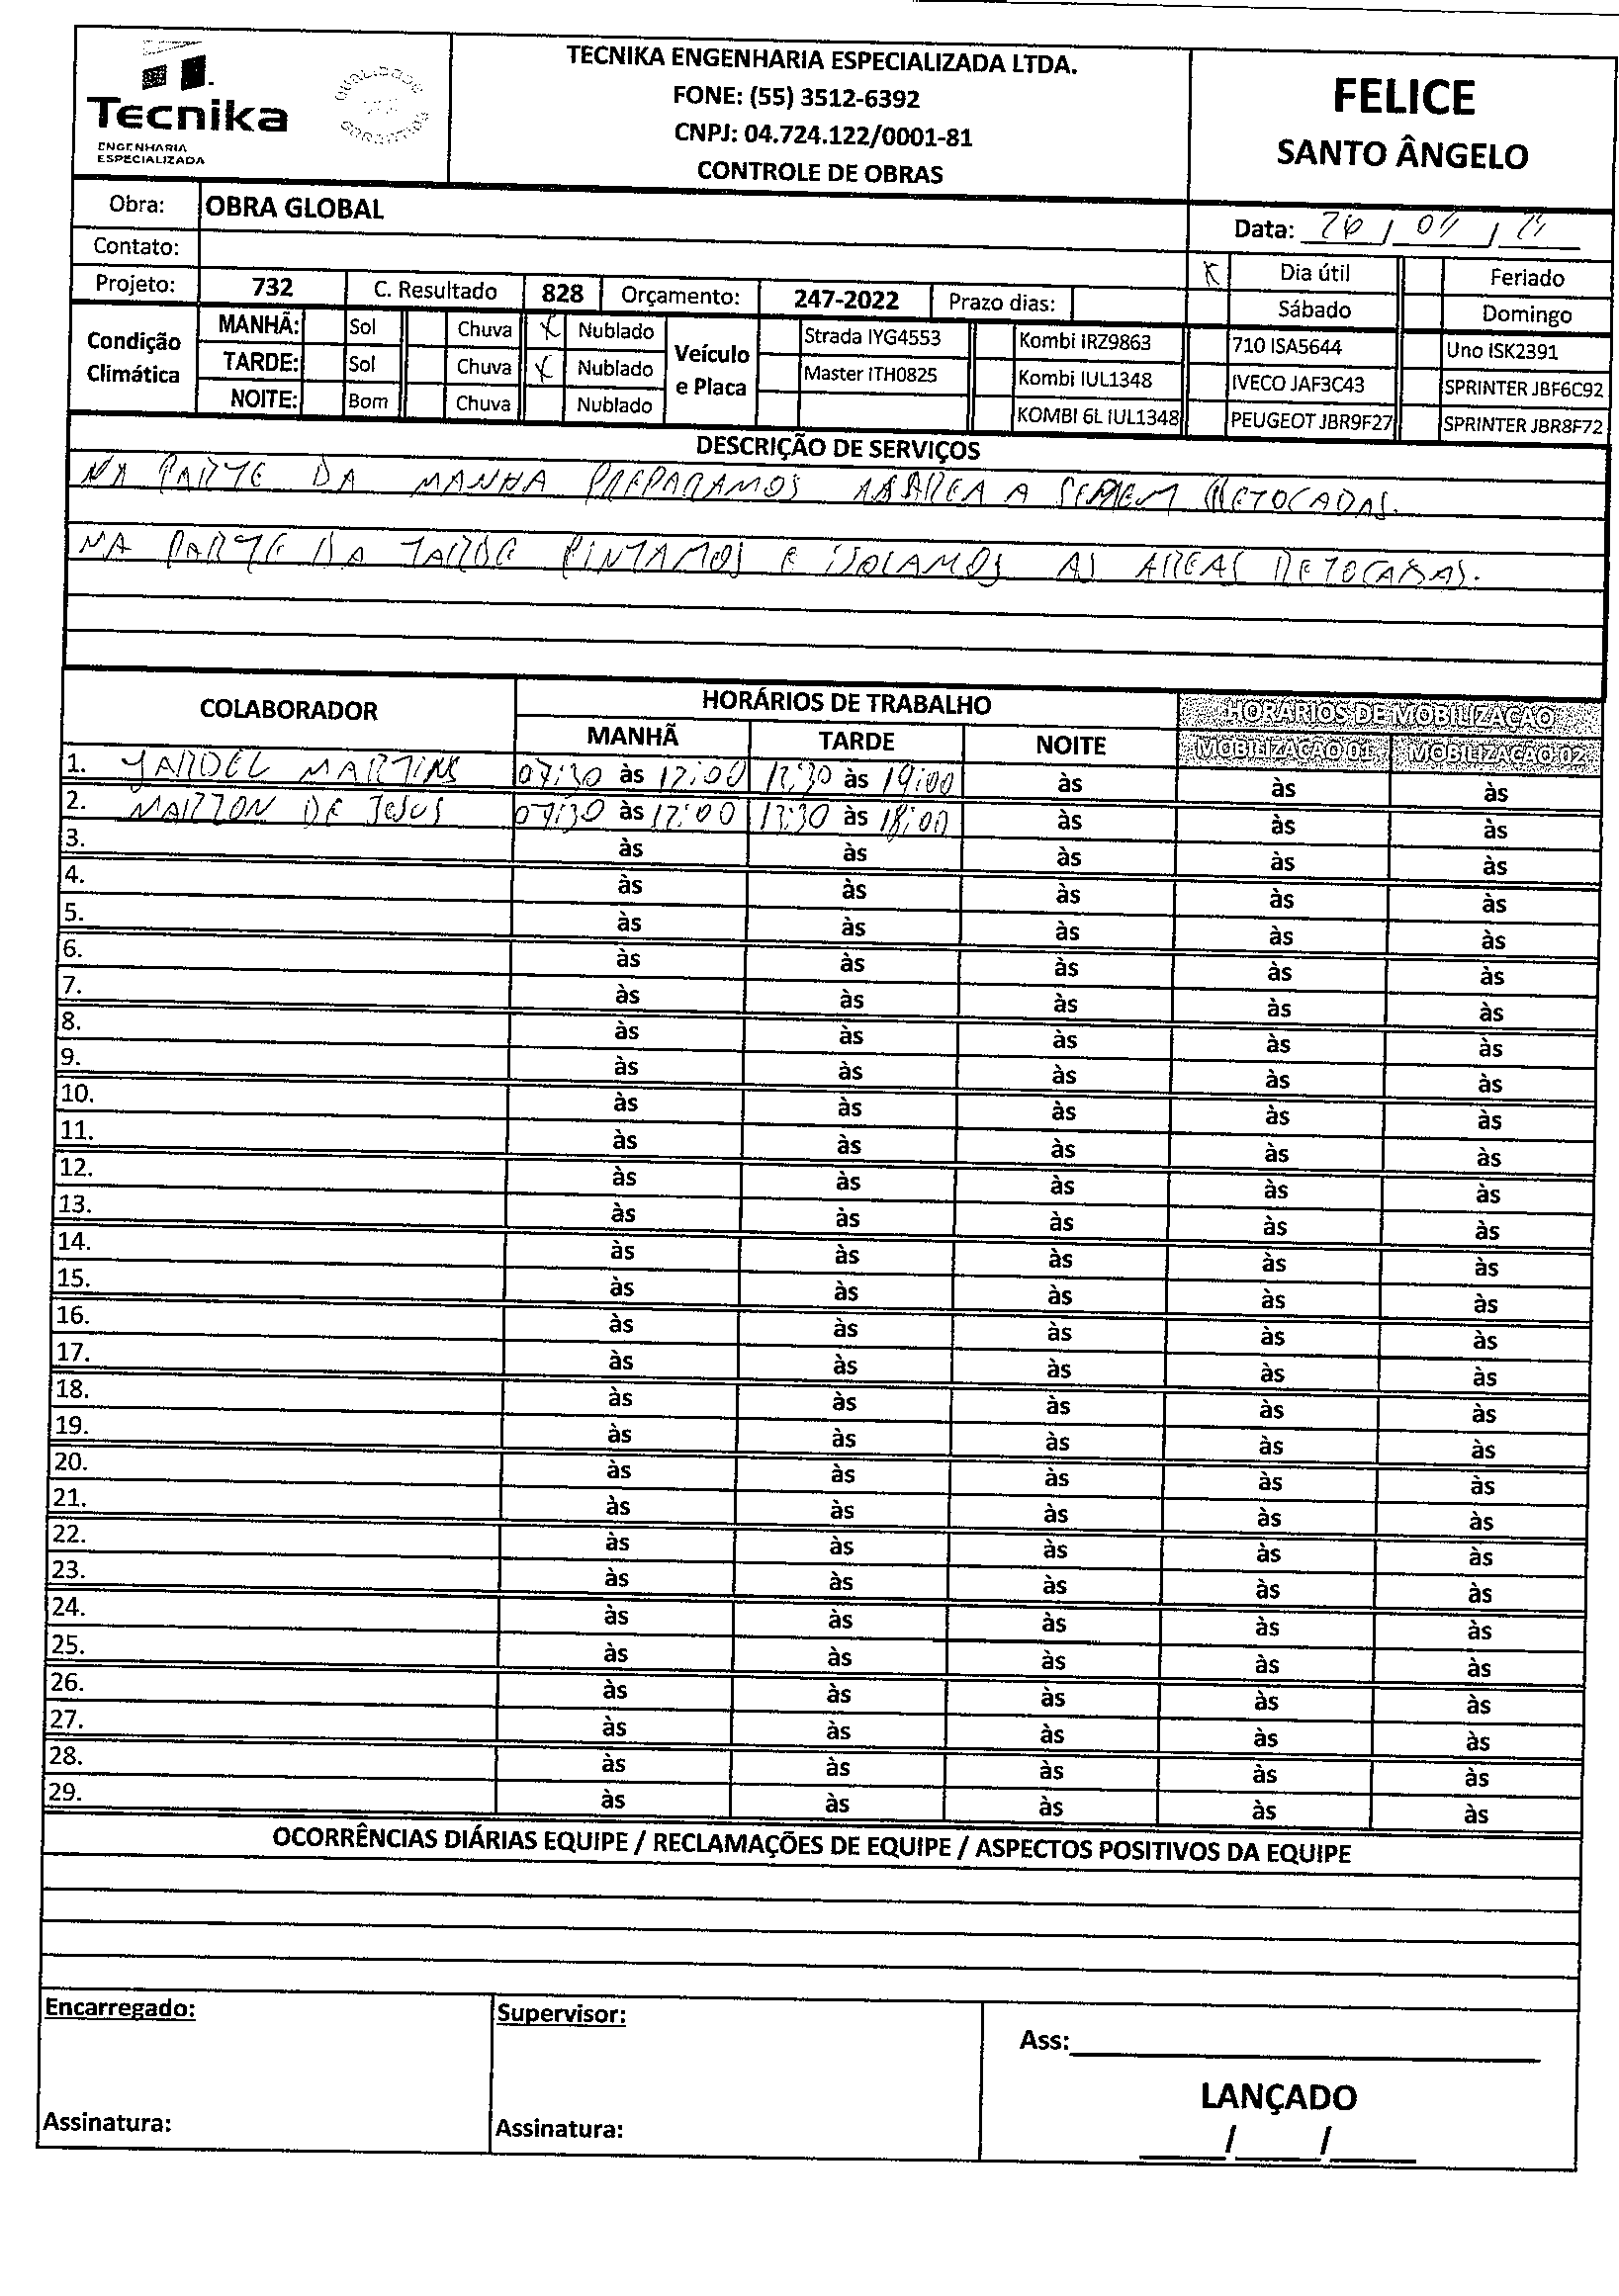 Tecnika
ENGENHARIA
ESPECIALIZADA
QUALIDADE
GARANTIDA
TECNIKA ENGENHARIA ESPECIALIZADA LTDA.
FONE: (55) 3512-6392
CNPJ: 04.724.122/0001-81
CONTROLE DE OBRAS
FELICE
SANTO ÂNGELO
Obra: OBRA GLOBAL
Data: / 04 /
Contato:
X Dia útil Feriado
Projeto: 732 C. Resultado 828 Orçamento: 247-2022 Prazo dias: Sábado Domingo
Condição Climática
MANHÃ: Sol Chuva X Nublado
TARDE: Sol Chuva X Nublado
NOITE: Bom Chuva Nublado
Veículo e Placa
Strada IYG4553 Kombi IRZ9863 710 ISA5644 Uno ISK2391
Master ITH0825 Kombi IUL1348 IVECO JAF3C43 SPRINTER JBF6C92
KOMBI 6L IUL1348 PEUGEOT JBR9F27 SPRINTER JBR8F72
DESCRIÇÃO DE SERVIÇOS
NA PARTE DA MANHA PREPARAMOS A SEREM RETOCADAS.
NA PARTE DA TARDE PINTAMOS E ISOLAMOS AS AREAS RETOCADAS.
COLABORADOR HORÁRIOS DE TRABALHO HORÁRIOS DE MOBILIZAÇÃO
MANHÃ TARDE NOITE MOBILIZAÇÃO 01 MOBILIZAÇÃO 02
1. JARDEL MARTINS 07:30 às 12:00 13:30 às 19:00 às às às
2. MAIZZON DE JESUS 07:30 às 12:00 13:30 às 18:00 às às às
3. às às às às às
4. às às às às às
5. às às às às às
6. às às às às às
7. às às às às às
8. às às às às às
9. às às às às às
10. às às às às às
11. às às às às às
12. às às às às às
13. às às às às às
14. às às às às às
15. às às às às às
16. às às às às às
17. às às às às às
18. às às às às às
19. às às às às às
20. às às às às às
21. às às às às às
22. às às às às às
23. às às às às às
24. às às às às às
25. às às às às às
26. às às às às às
27. às às às às às
28. às às às às às
29. às às às às às
OCORRÊNCIAS DIÁRIAS EQUIPE / RECLAMAÇÕES DE EQUIPE / ASPECTOS POSITIVOS DA EQUIPE
Encarregado: Supervisor:
Ass:
LANÇADO
Assinatura: Assinatura:
/ /